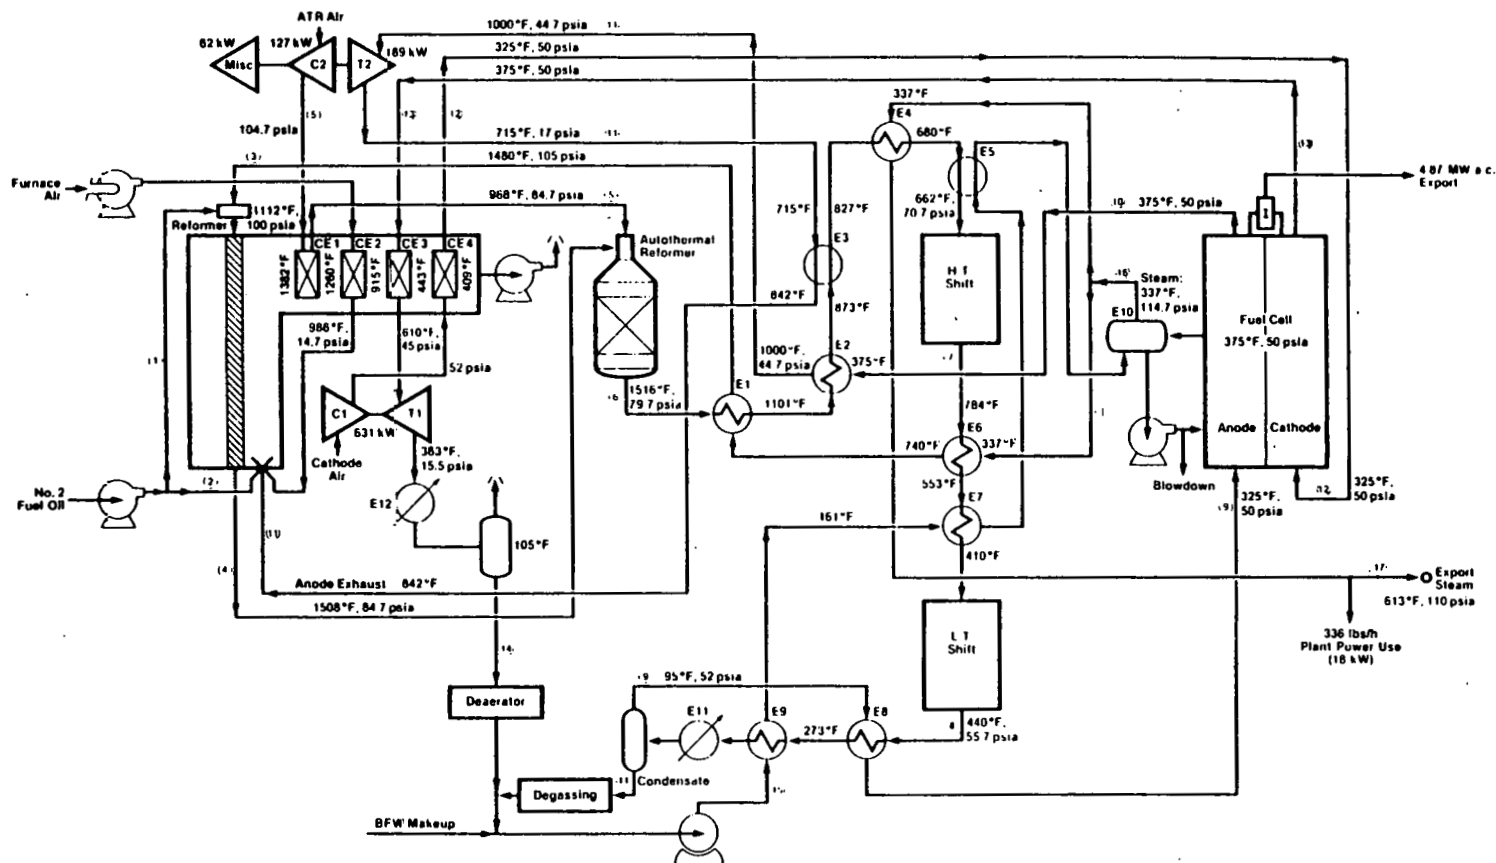 ATR Air
62 kW
127 kW
189 kW
Misc
C2
T2
1000°F, 44.7 psia
325°F, 50 psia
375°F, 50 psia
337°F
E4
680°F
104.7 psia
(5)
715°F, 17 psia
1480°F, 105 psia
(3)
E5
Furnace
Air
968°F, 84.7 psia
662°F
70.7 psia
4.87 MW a.c.
Export
1112°F,
100 psia
Reformer
715°F
827°F
375°F, 50 psia
I
CE1
CE2
CE3
CE4
1382°F
1260°F
915°F
443°F
409°F
Autothermal
Reformer
E3
H T
Shift
Steam:
337°F,
114.7 psia
E10
Fuel Cell
375°F, 50 psia
842°F
873°F
988°F,
14.7 psia
610°F,
45 psia
52 psia
1000°F,
44.7 psia
E2
375°F
1516°F,
79.7 psia
E1
1101°F
C1
T1
631 kW
Cathode
Air
784°F
E6
740°F
337°F
553°F
Anode
Cathode
383°F,
15.5 psia
Blowdown
No. 2
Fuel Oil
(2)
E12
E7
325°F,
50 psia
(9)
325°F,
50 psia
105°F
161°F
410°F
(11)
(4)
Anode Exhaust 842°F
1508°F, 84.7 psia
Export
Steam
613°F, 110 psia
336 lbs/h
Plant Power Use
(18 kW)
L T
Shift
Deaerator
95°F, 52 psia
E11
E9
273°F
E8
440°F,
55.7 psia
Condensate
Degassing
BFW Makeup